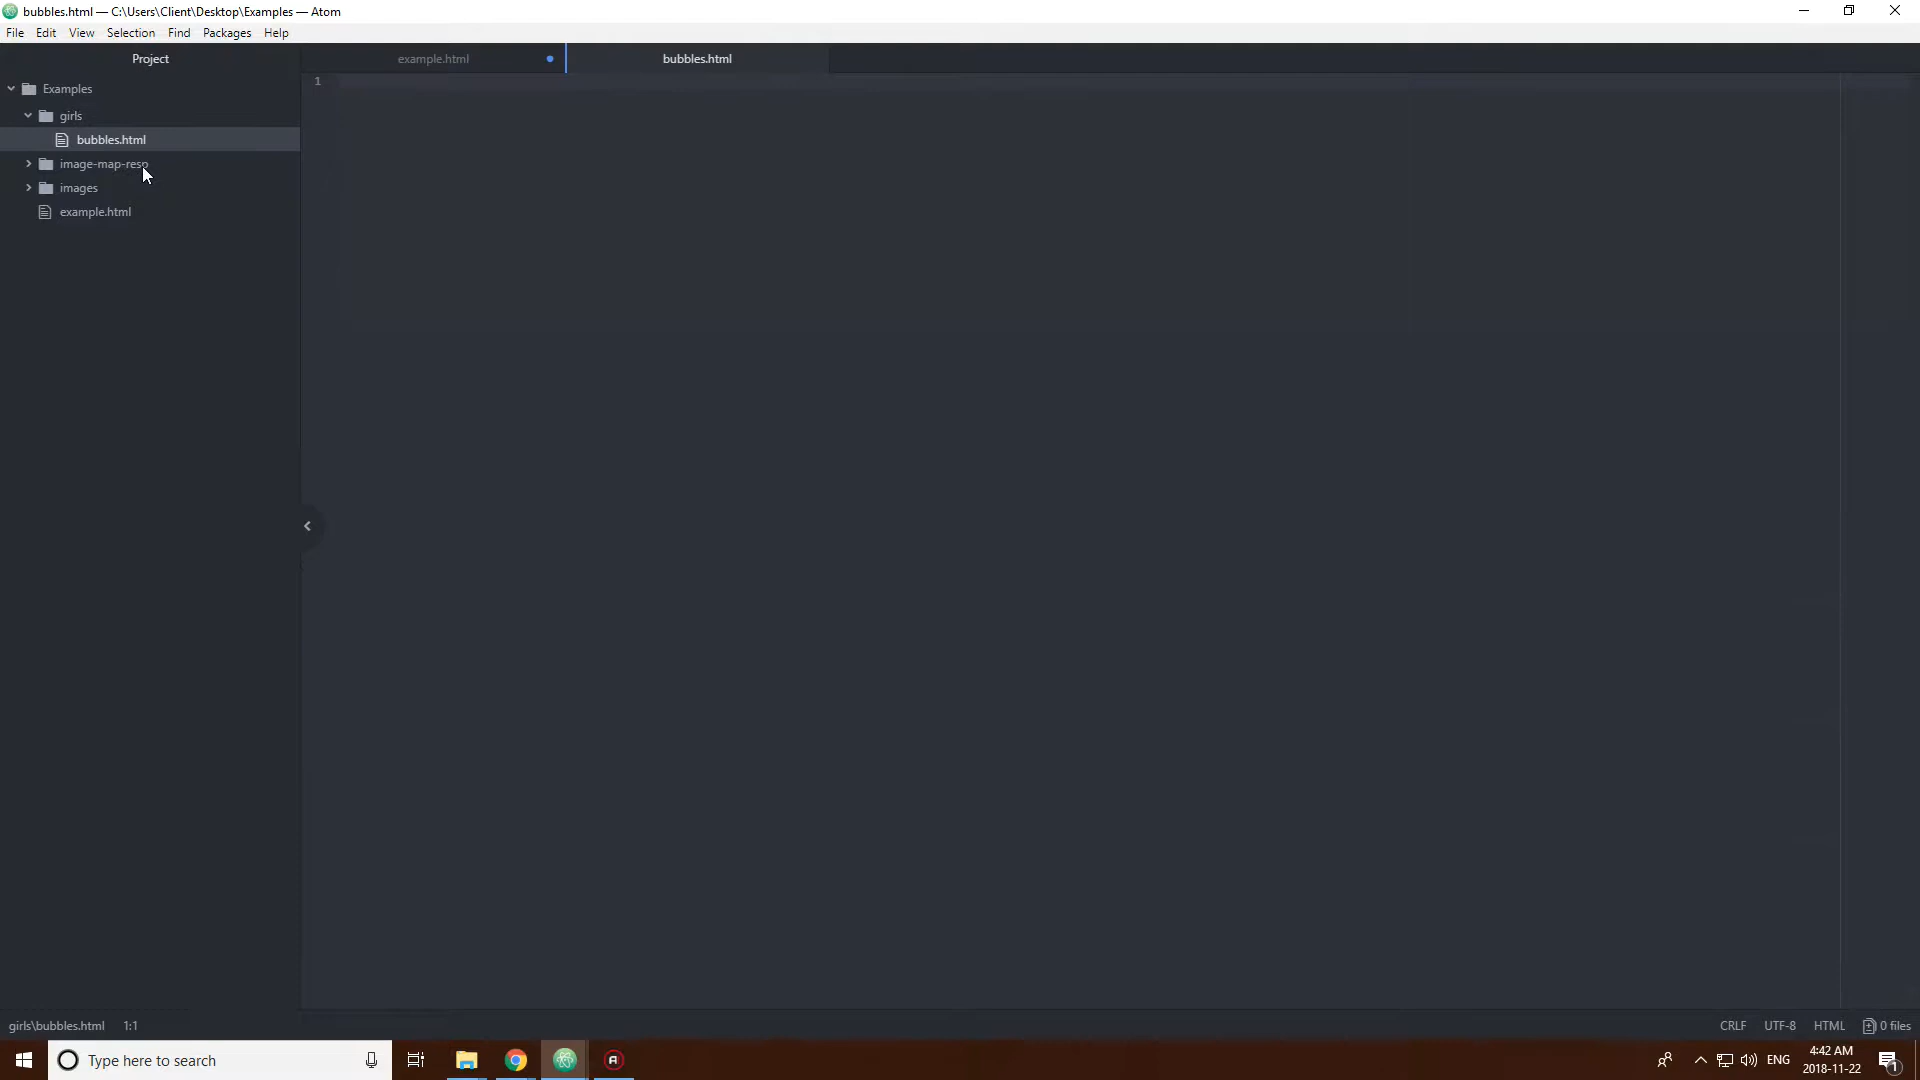 bubbles.html — C:\Users\Client\Desktop\Examples — Atom
File Edit View Selection Find Packages Help
Project
example.html
bubbles.html
1
Examples
girls
bubbles.html
image-map-resp
images
example.html
girls\bubbles.html 1:1
CRLF UTF-8 HTML 0 files
Type here to search
ENG
4:42 AM
2018-11-22
1